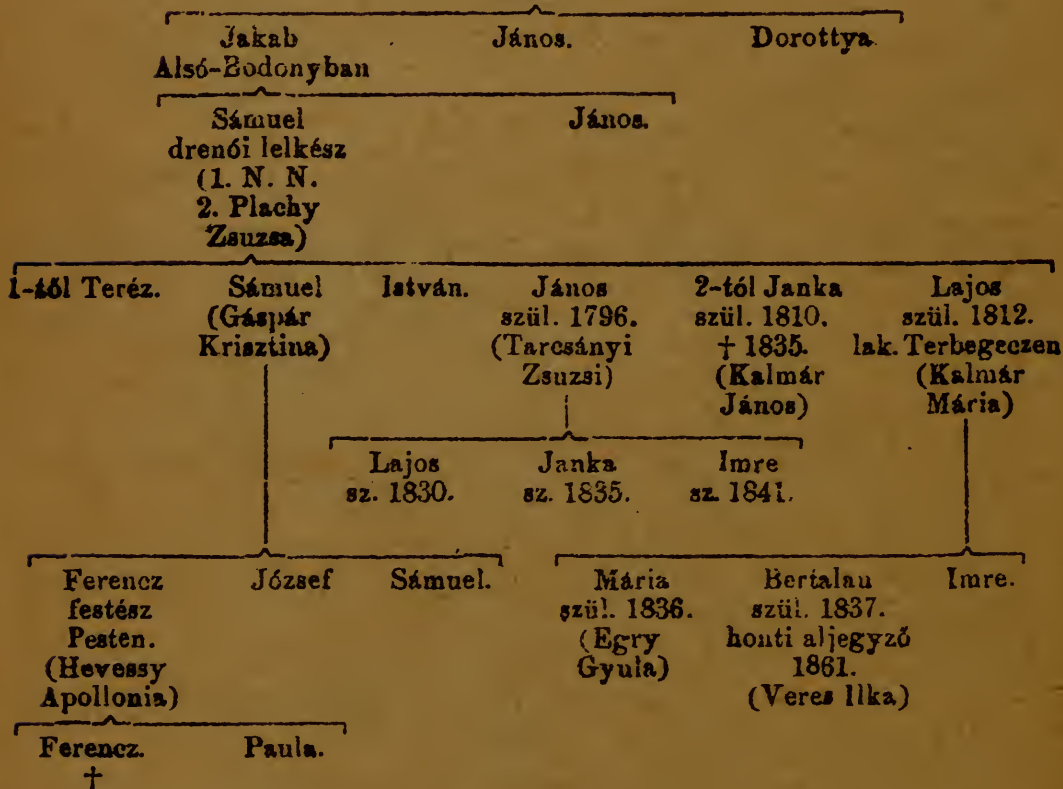 Jakab János. Dorottya
Alsó-Bodonyban
Sámuel János.
drenói lelkész
(1. N. N.
2. Plachy
Zsuzsa)
1-től Teréz. Sámuel István. János 2-tól Janka Lajos
(Gáspár szül. 1796. szül. 1810. szül. 1812.
Krisztina) (Tarcsányi † 1835. lak. Terbegeczen
Zsuzsi) (Kalmár (Kalmár
János) Mária)
Lajos Janka Imre
sz. 1830. sz. 1835. sz. 1841.
Ferencz József Sámuel. Mária Bertalau Imre.
festész szül. 1836. szül. 1837.
Pesten. (Egry honti aljegyző
(Hevessy Gyula) 1861.
Apollonia) (Veres Ilka)
Ferencz. Paula.
†